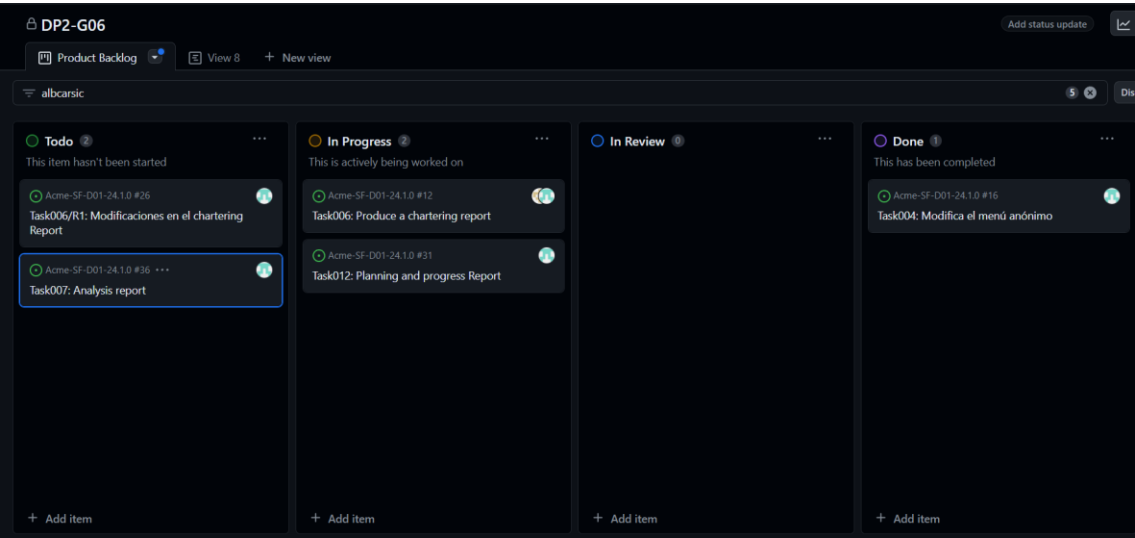 DP2-G06
Add status update
Product Backlog
View 8
New view
albcarsic
5
Dis
Todo 2
This item hasn't been started
Acme-SF-D01-24.1.0 #26
Task006/R1: Modificaciones en el chartering
Report
Acme-SF-D01-24.1.0 #36
Task007: Analysis report
+ Add item
In Progress 2
This is actively being worked on
Acme-SF-D01-24.1.0 #12
Task006: Produce a chartering report
Acme-SF-D01-24.1.0 #31
Task012: Planning and progress Report
+ Add item
In Review 0
+ Add item
Done 1
This has been completed
Acme-SF-D01-24.1.0 #16
Task004: Modifica el menú anónimo
+ Add item